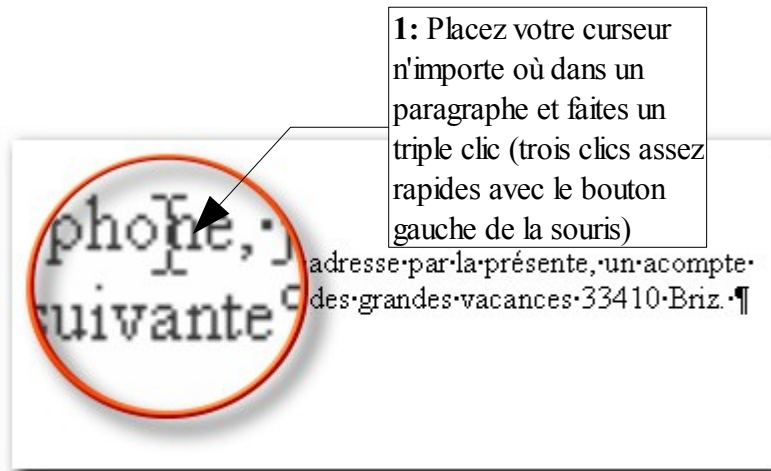 1: Placez votre curseur
n'importe où dans un
paragraphe et faites un
triple clic (trois clics assez
rapides avec le bouton
gauche de la souris)
phone,·
adresse·par·la·présente,·un·acompte·
suivante
des·grandes·vacances·33410·Briz.·¶